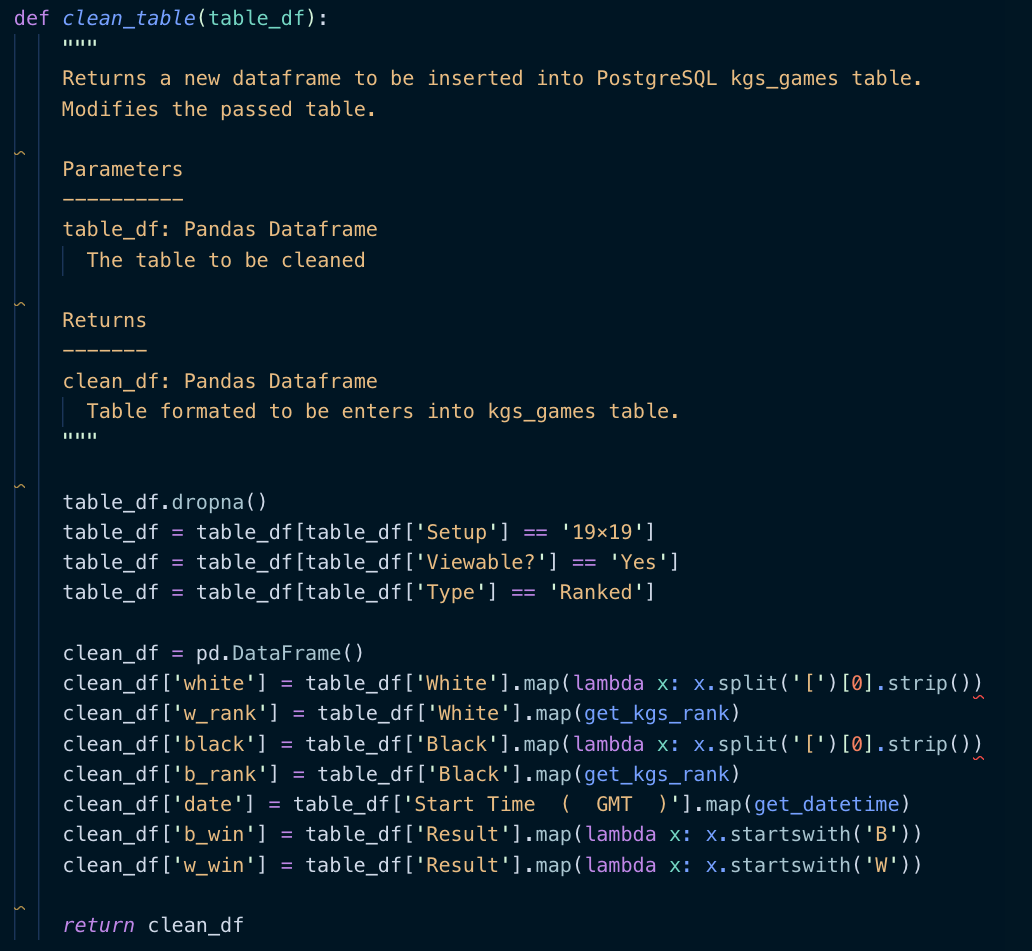 def clean_table(table_df):
    """
    Returns a new dataframe to be inserted into PostgreSQL kgs_games table.
    Modifies the passed table.

    Parameters
    ----------
    table_df: Pandas Dataframe
      The table to be cleaned

    Returns
    -------
    clean_df: Pandas Dataframe
      Table formated to be enters into kgs_games table.
    """

    table_df.dropna()
    table_df = table_df[table_df['Setup'] == '19×19']
    table_df = table_df[table_df['Viewable?'] == 'Yes']
    table_df = table_df[table_df['Type'] == 'Ranked']

    clean_df = pd.DataFrame()
    clean_df['white'] = table_df['White'].map(lambda x: x.split('[')[0].strip())
    clean_df['w_rank'] = table_df['White'].map(get_kgs_rank)
    clean_df['black'] = table_df['Black'].map(lambda x: x.split('[')[0].strip())
    clean_df['b_rank'] = table_df['Black'].map(get_kgs_rank)
    clean_df['date'] = table_df['Start Time  (  GMT  )'].map(get_datetime)
    clean_df['b_win'] = table_df['Result'].map(lambda x: x.startswith('B'))
    clean_df['w_win'] = table_df['Result'].map(lambda x: x.startswith('W'))

    return clean_df